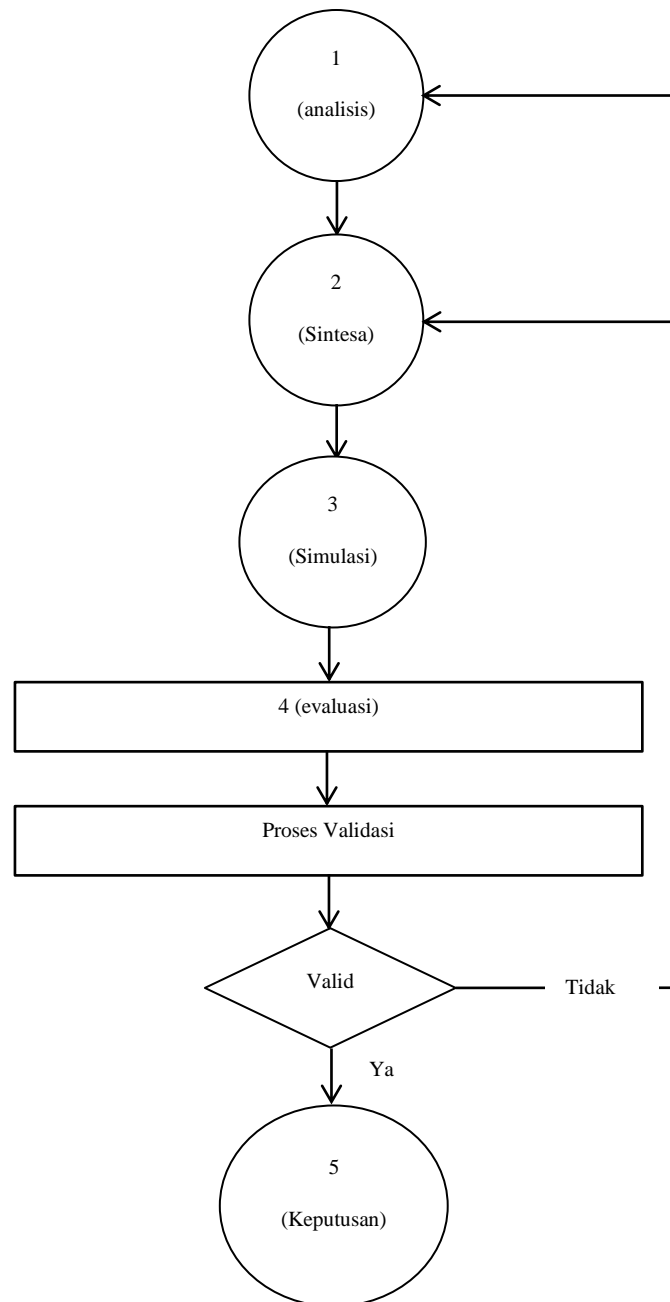 1
(analisis)
2
(Sintesa)
3
(Simulasi)
4 (evaluasi)
Proses Validasi
Valid
Tidak
Ya
5
(Keputusan)